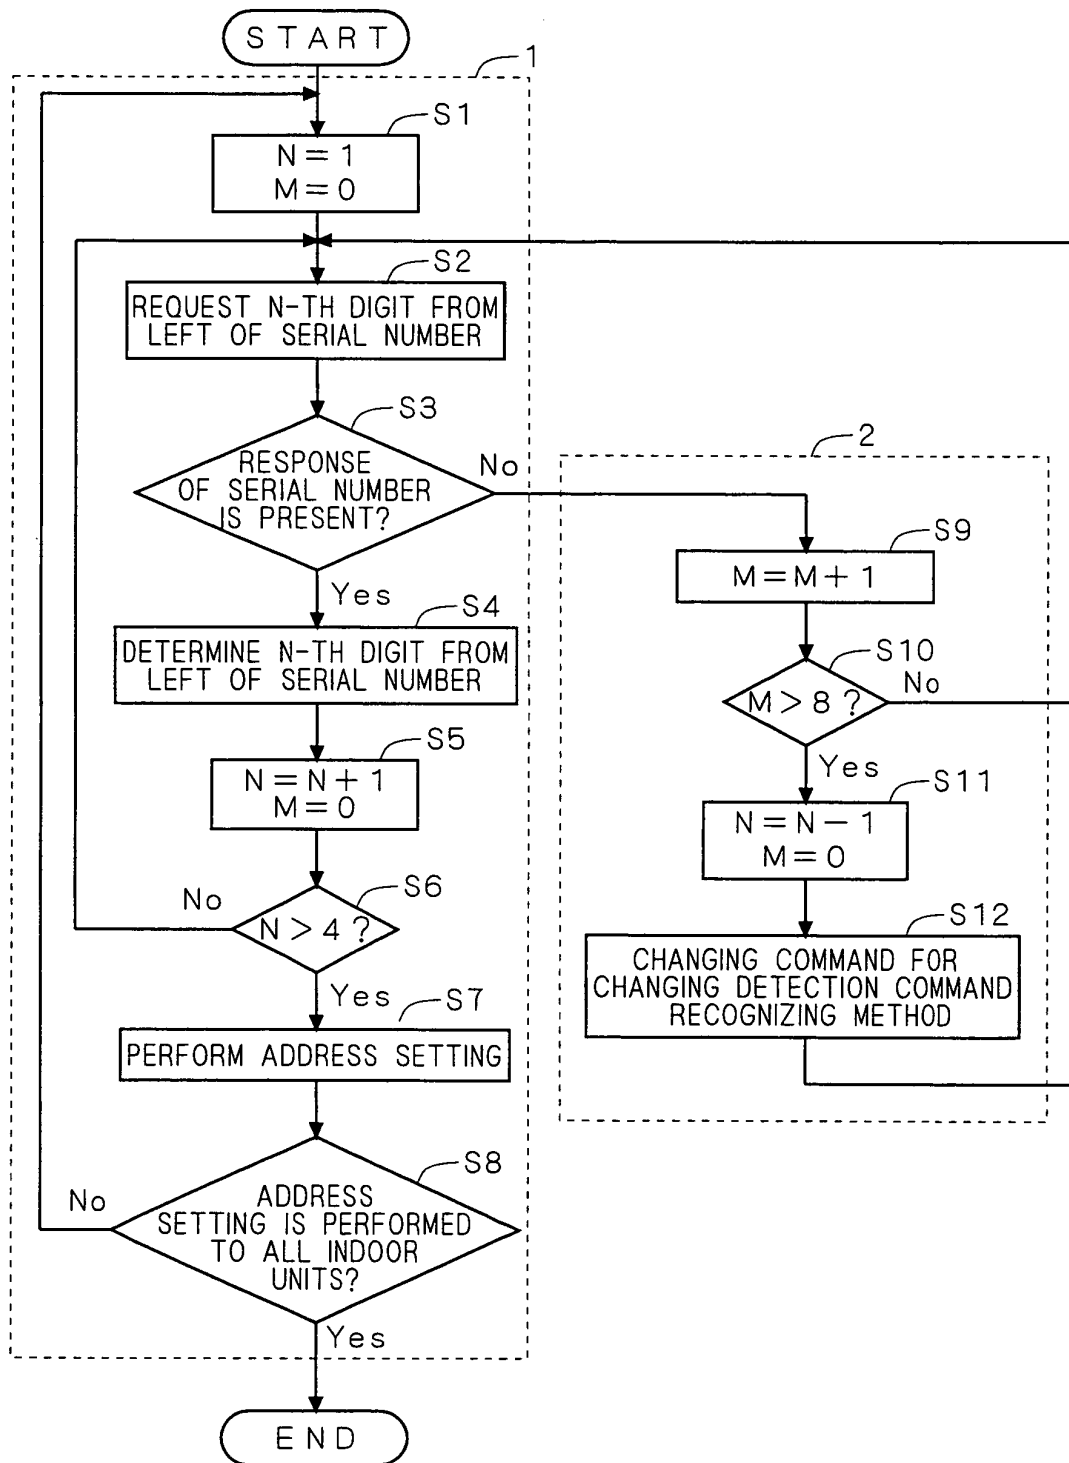 START
1
S1
N=1
M=0
S2
REQUEST N-TH DIGIT FROM
LEFT OF SERIAL NUMBER
S3
RESPONSE
OF SERIAL NUMBER
IS PRESENT?
No
Yes
S4
DETERMINE N-TH DIGIT FROM
LEFT OF SERIAL NUMBER
S5
N=N+1
M=0
S6
N>4?
No
Yes
S7
PERFORM ADDRESS SETTING
S8
ADDRESS
SETTING IS PERFORMED
TO ALL INDOOR
UNITS?
No
Yes
END
2
S9
M=M+1
S10
M>8?
No
Yes
S11
N=N-1
M=0
S12
CHANGING COMMAND FOR
CHANGING DETECTION COMMAND
RECOGNIZING METHOD